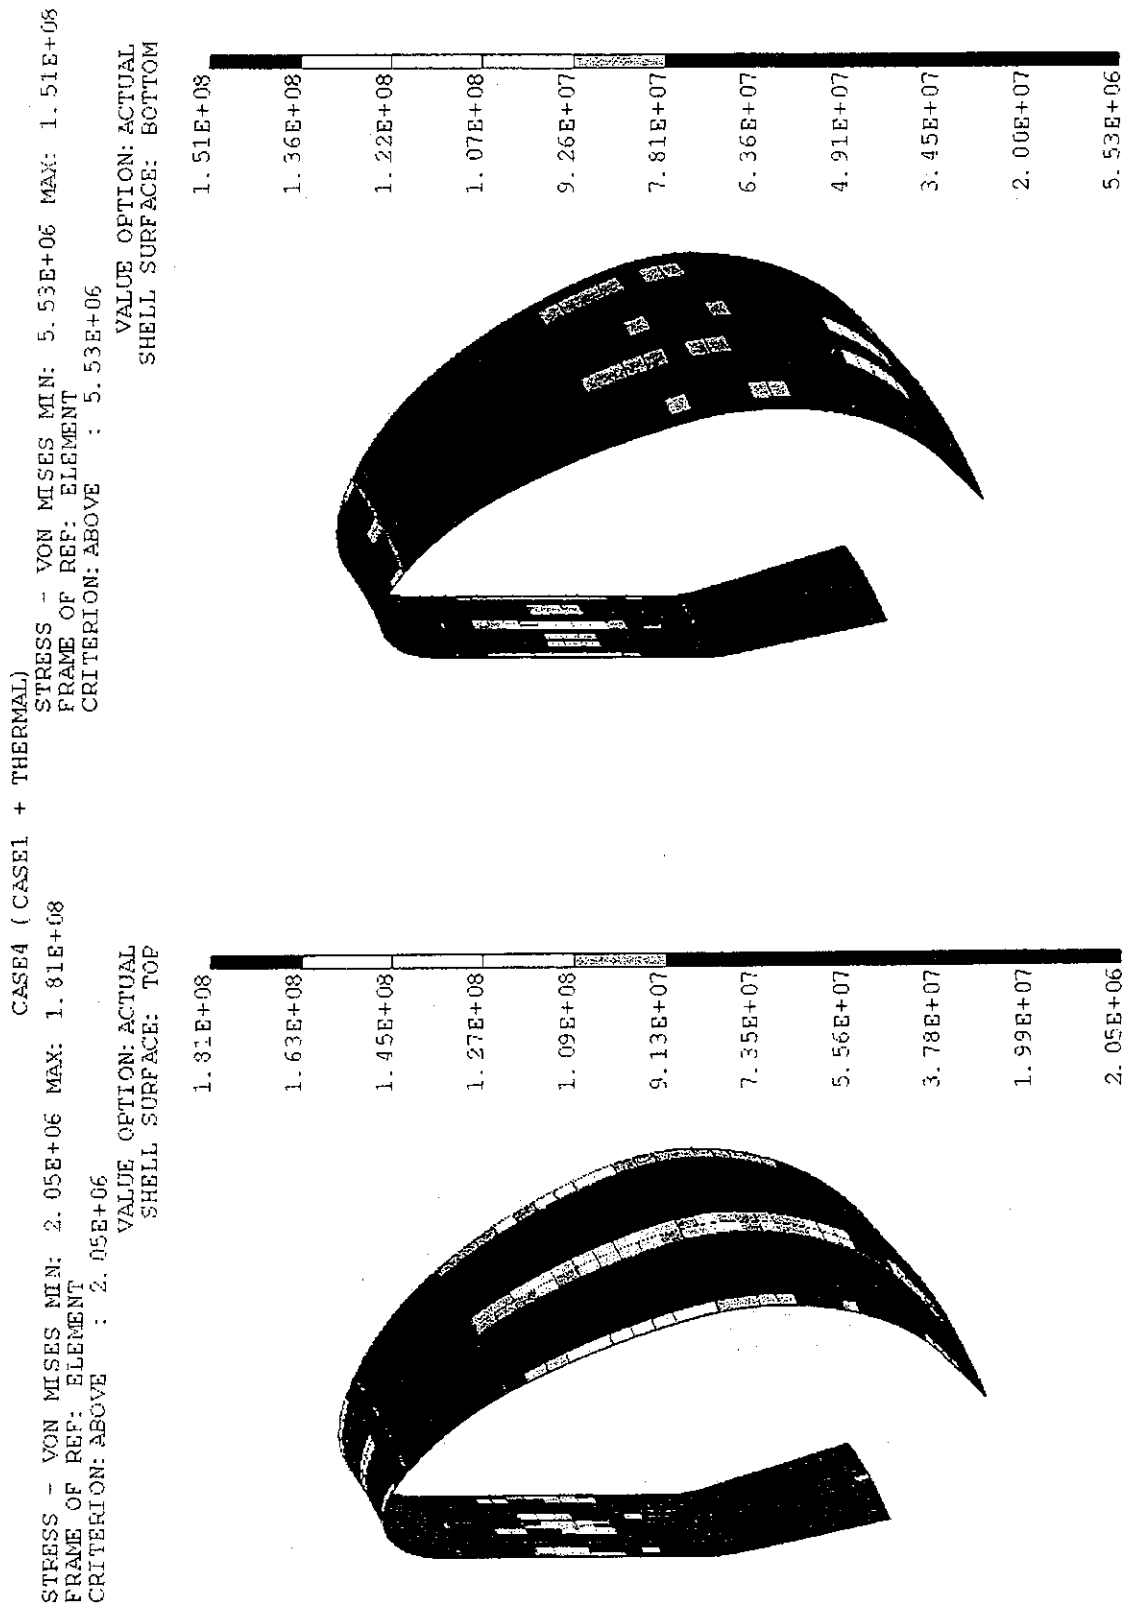 CASE4 (CASE1 + THERMAL)
STRESS - VON MISES MIN: 2.05E+06 MAX: 1.81E+08
FRAME OF REF: ELEMENT
CRITERION: ABOVE : 2.05E+06
VALUE OPTION: ACTUAL
SHELL SURFACE: TOP
1.81E+08
1.63E+08
1.45E+08
1.27E+08
1.09E+08
9.13E+07
7.35E+07
5.56E+07
3.78E+07
1.99E+07
2.05E+06
STRESS - VON MISES MIN: 5.53E+06 MAX: 1.51E+08
FRAME OF REF: ELEMENT
CRITERION: ABOVE : 5.53E+06
VALUE OPTION: ACTUAL
SHELL SURFACE: BOTTOM
1.51E+08
1.36E+08
1.22E+08
1.07E+08
9.26E+07
7.81E+07
6.36E+07
4.91E+07
3.45E+07
2.00E+07
5.53E+06